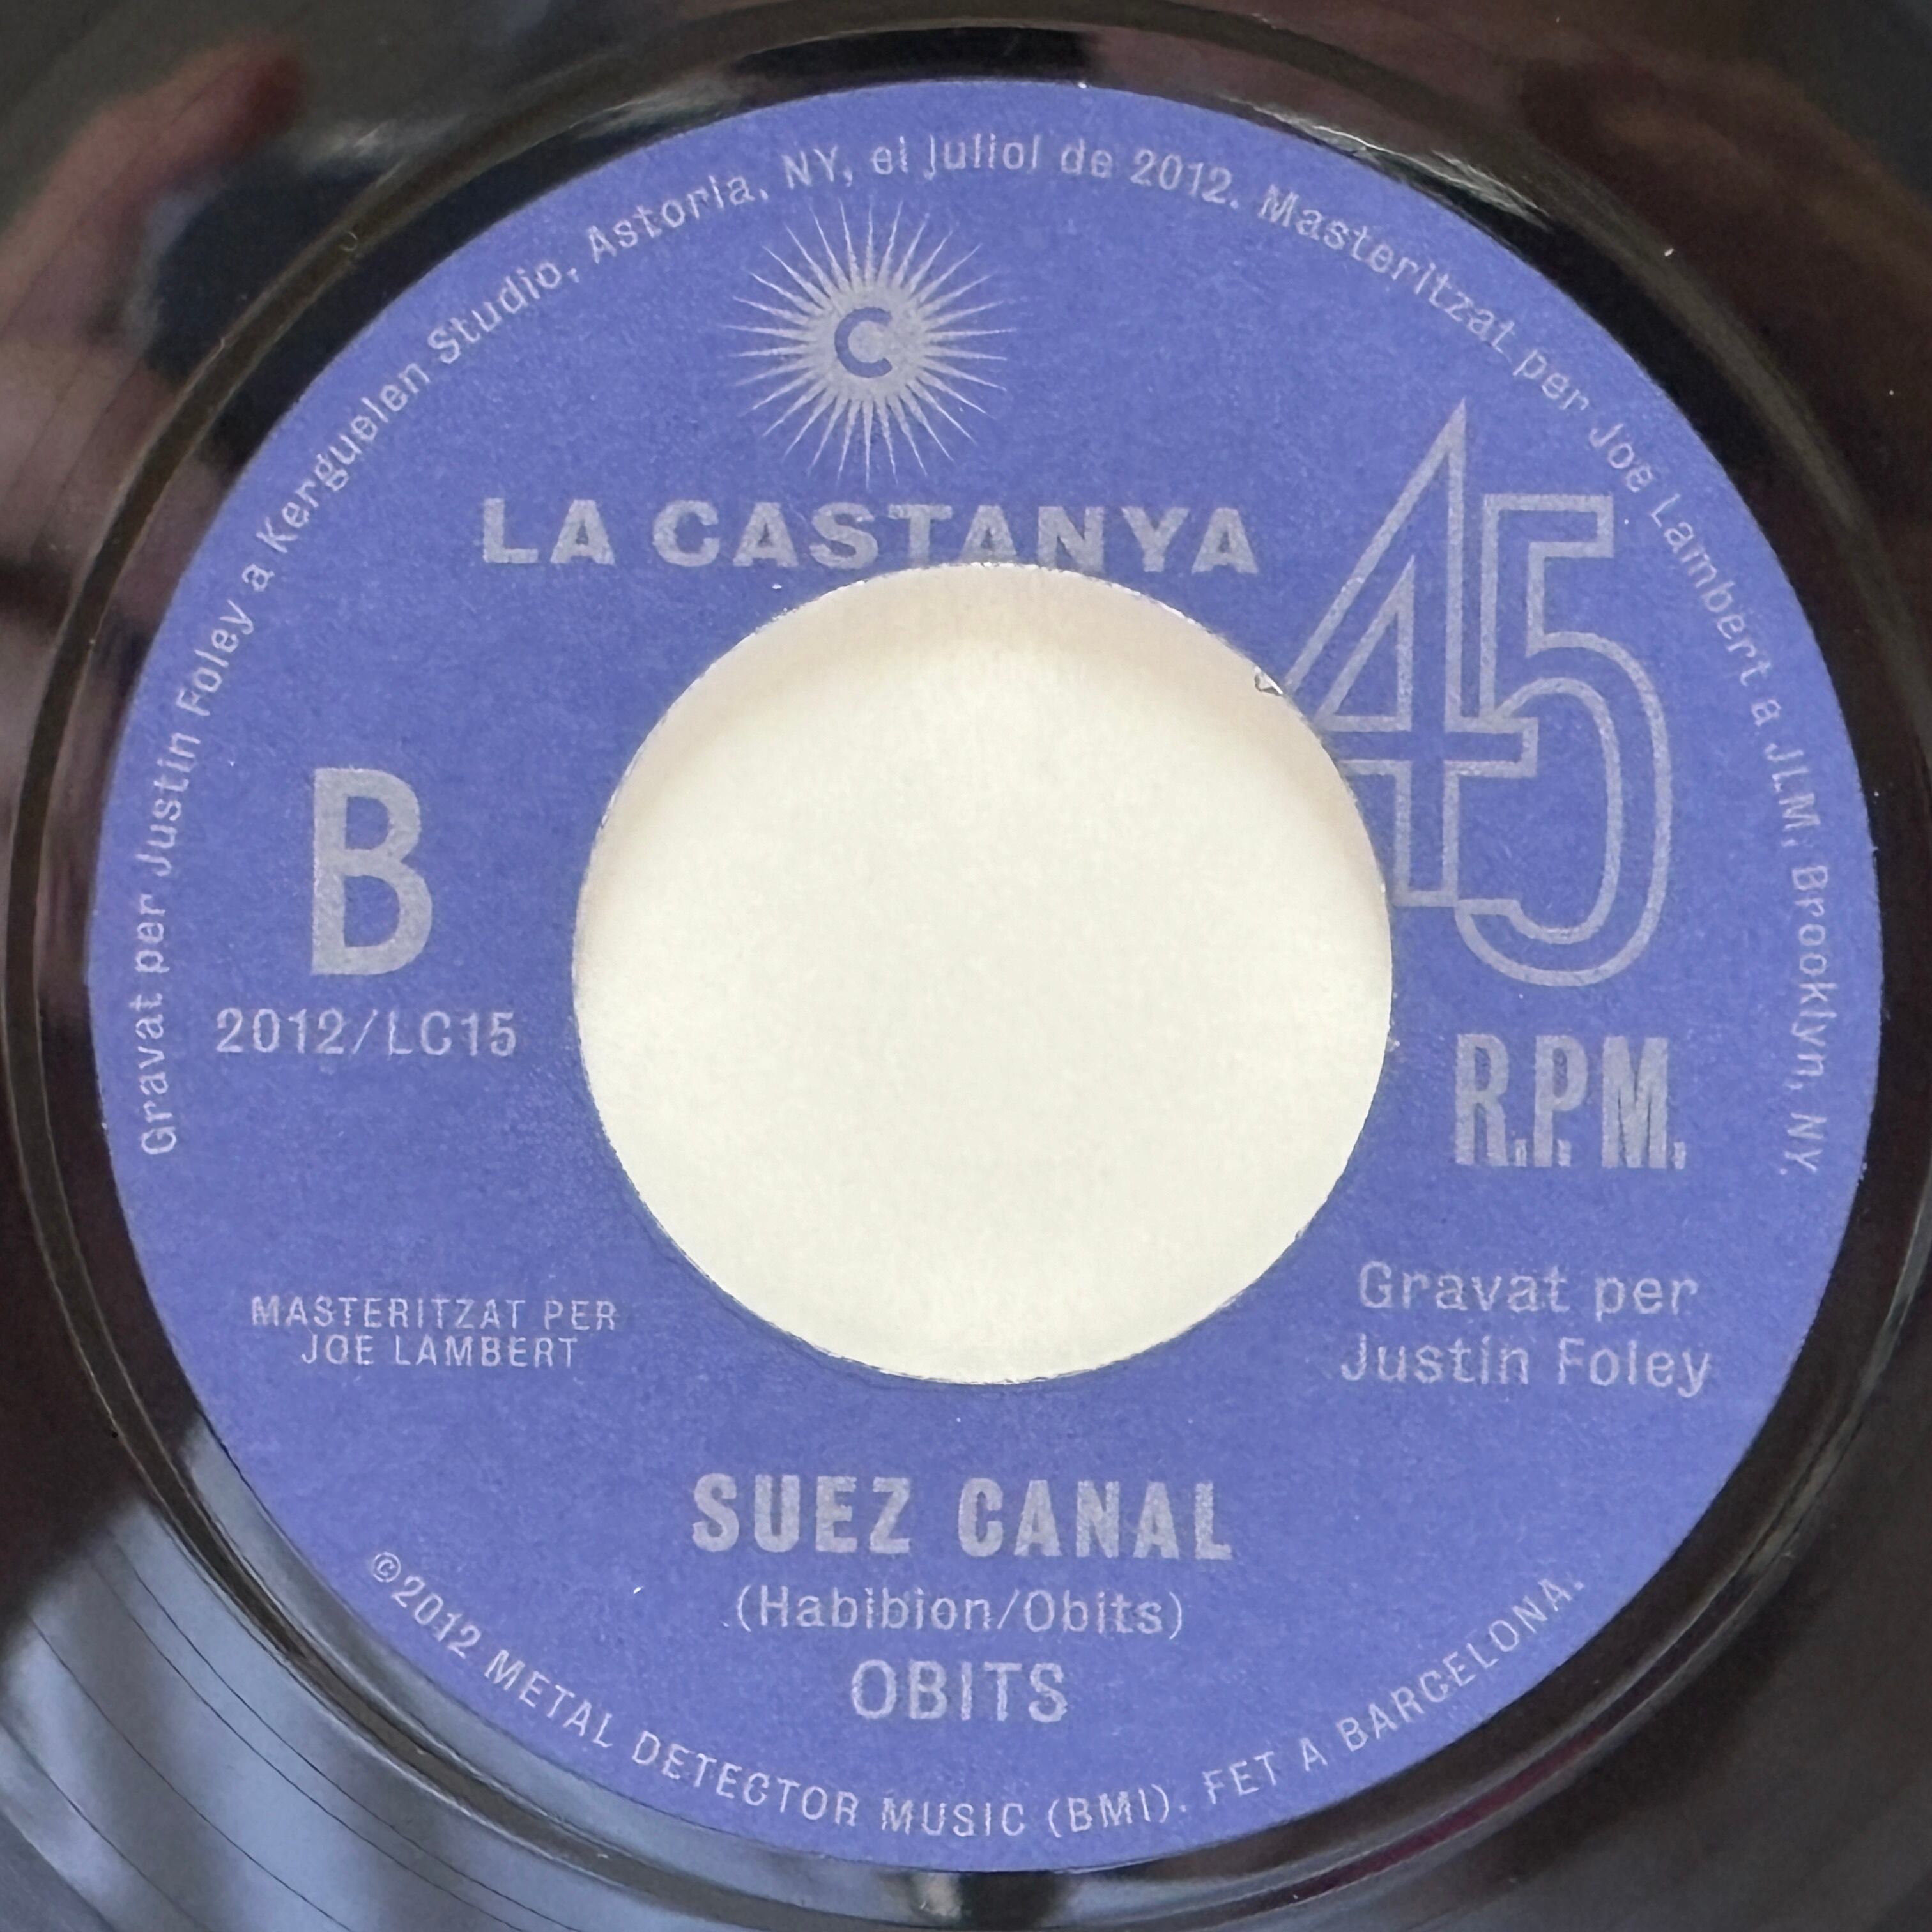 Gravat per Justin Foley a Kerguelen Studio, Astoria, NY, el juliol de 2012. Masteritzat per Joe Lambert a JLM, Brooklyn, NY.
C
LA CASTANYA
45
R.P.M.
B
2012/LC15
MASTERITZAT PER
JOE LAMBERT
Gravat per
Justin Foley
SUEZ CANAL
(Habibion/Obits)
OBITS
©2012 METAL DETECTOR MUSIC (BMI). FET A BARCELONA.